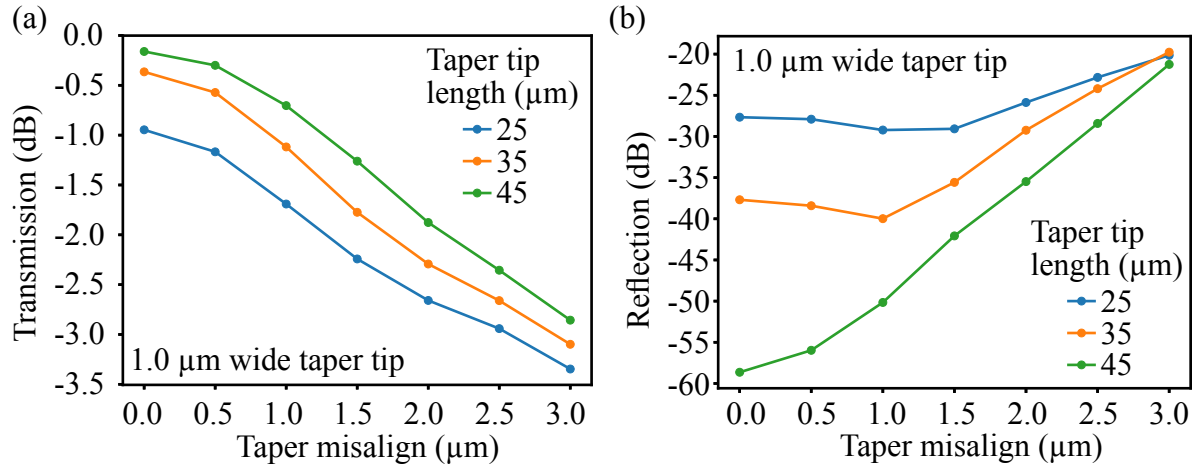 (a)
0.0
-0.5
-1.0
-1.5
-2.0
-2.5
-3.0
-3.5
Transmission (dB)
Taper tip
length (μm)
25
35
45
1.0 μm wide taper tip
0.0 0.5 1.0 1.5 2.0 2.5 3.0
Taper misalign (μm)
(b)
-20
-25
-30
-35
-40
-45
-50
-55
-60
Reflection (dB)
1.0 μm wide taper tip
Taper tip
length (μm)
25
35
45
0.0 0.5 1.0 1.5 2.0 2.5 3.0
Taper misalign (μm)